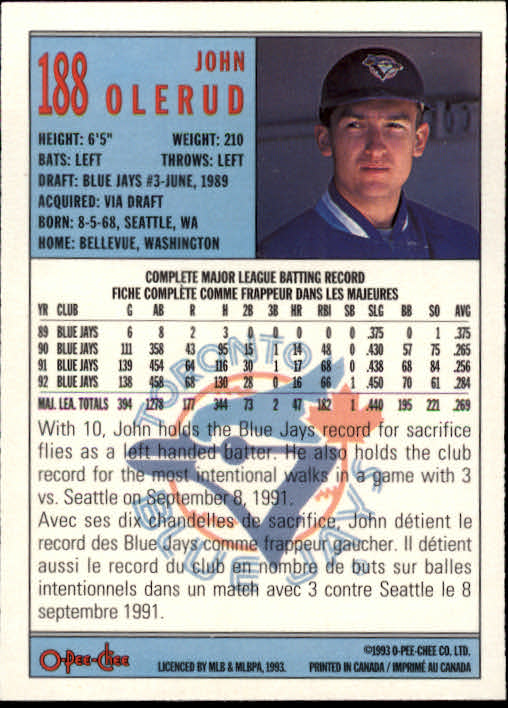 188
JOHN
OLERUD
HEIGHT: 6'5" WEIGHT: 210
BATS: LEFT THROWS: LEFT
DRAFT: BLUE JAYS #3-JUNE, 1989
ACQUIRED: VIA DRAFT
BORN: 8-5-68, SEATTLE, WA
HOME: BELLEVUE, WASHINGTON
COMPLETE MAJOR LEAGUE BATTING RECORD
FICHE COMPLÈTE COMME FRAPPEUR DANS LES MAJEURES
YR CLUB G AB R H 2B 3B HR RBI SB SLG BB SO AVG
89 BLUE JAYS 6 8 2 3 0 0 0 0 0 .375 0 1 .375
90 BLUE JAYS 111 358 43 95 15 1 14 48 0 .430 57 75 .265
91 BLUE JAYS 139 454 64 116 30 1 17 68 0 .438 68 84 .256
92 BLUE JAYS 138 458 68 130 28 0 16 66 1 .450 70 61 .284
MAJ. LEA. TOTALS 394 1278 177 344 73 2 47 182 1 .440 195 221 .269
TORONTO
BLUE JAYS
With 10, John holds the Blue Jays record for sacrifice
flies as a left handed batter. He also holds the club
record for the most intentional walks in a game with 3
vs. Seattle on September 8, 1991.
Avec ses dix chandelles de sacrifice, John détient le
record des Blue Jays comme frappeur gaucher. Il détient
aussi le record du club en nombre de buts sur balles
intentionnels dans un match avec 3 contre Seattle le 8
septembre 1991.
O-Pee-Chee
LICENCED BY MLB & MLBPA, 1993.
©1993 O-PEE-CHEE CO. LTD.
PRINTED IN CANADA / IMPRIMÉ AU CANADA